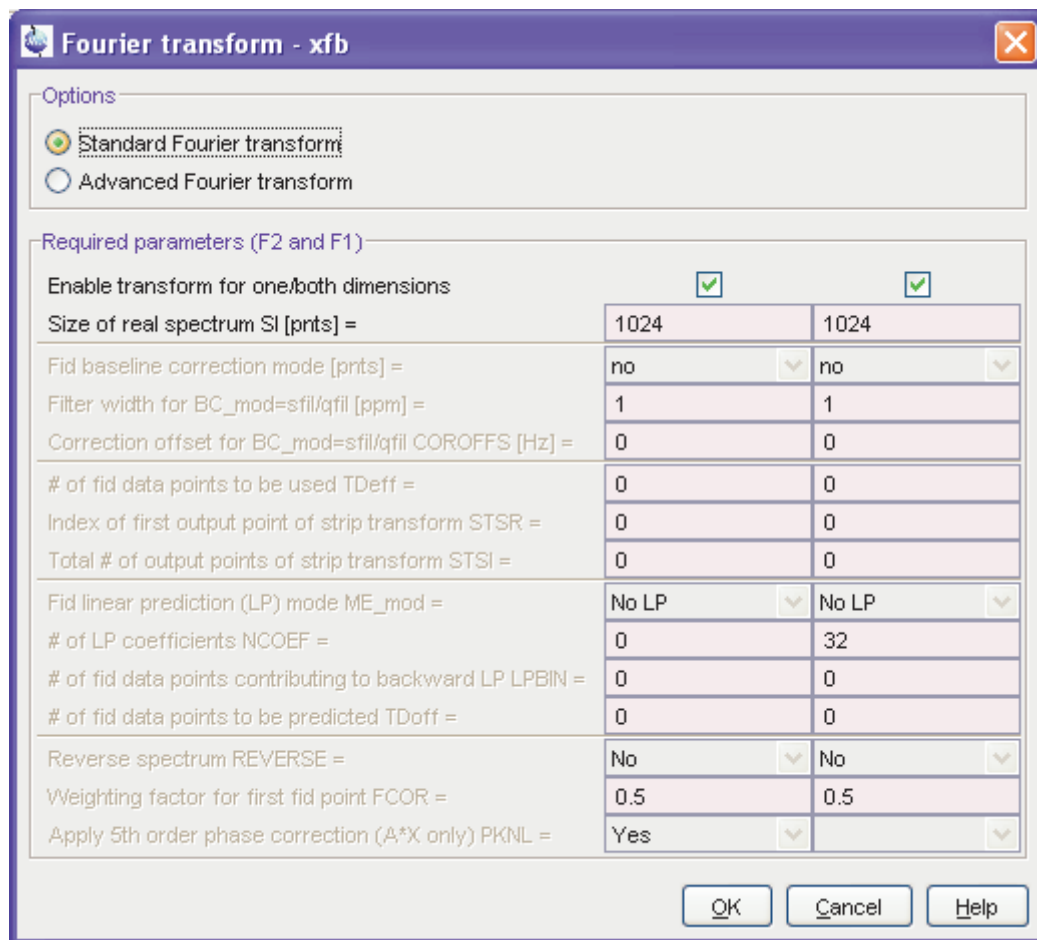 Fourier transform - xfb
Options
Standard Fourier transform
Advanced Fourier transform
Required parameters (F2 and F1)
Enable transform for one/both dimensions
Size of real spectrum SI [pnts] = 1024 1024
Fid baseline correction mode [pnts] = no no
Filter width for BC_mod=sfil/qfil [ppm] = 1 1
Correction offset for BC_mod=sfil/qfil COROFFS [Hz] = 0 0
# of fid data points to be used TDeff = 0 0
Index of first output point of strip transform STSR = 0 0
Total # of output points of strip transform STSI = 0 0
Fid linear prediction (LP) mode ME_mod = No LP No LP
# of LP coefficients NCOEF = 0 32
# of fid data points contributing to backward LP LPBIN = 0 0
# of fid data points to be predicted TDoff = 0 0
Reverse spectrum REVERSE = No No
Weighting factor for first fid point FCOR = 0.5 0.5
Apply 5th order phase correction (A*X only) PKNL = Yes
OK Cancel Help